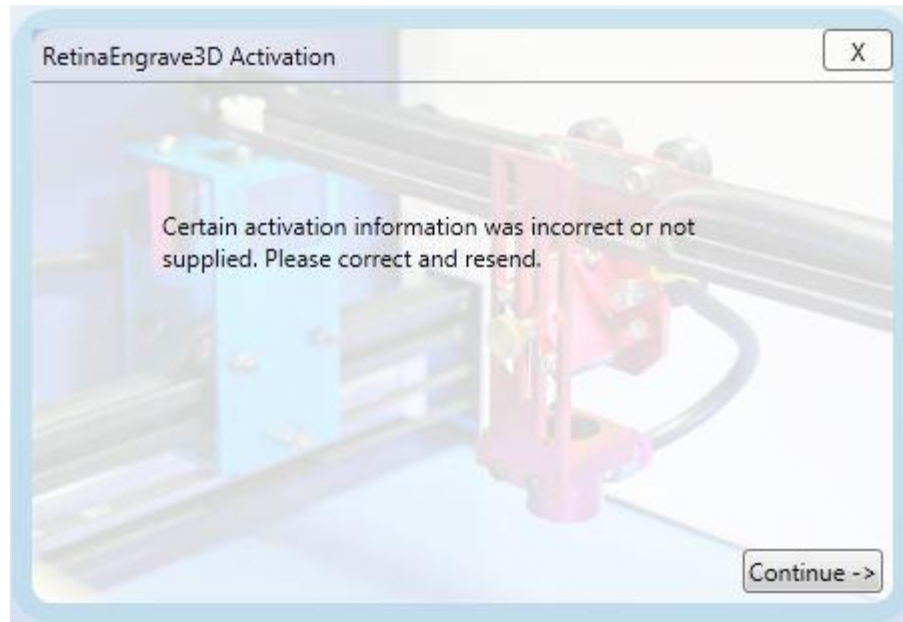 RetinaEngrave3D Activation
X
Certain activation information was incorrect or not
supplied. Please correct and resend.
Continue ->